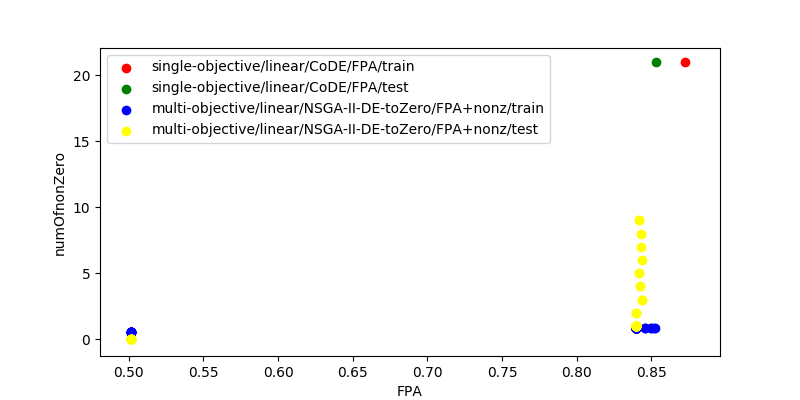 single-objective/linear/CoDE/FPA/train
single-objective/linear/CoDE/FPA/test
multi-objective/linear/NSGA-II-DE-toZero/FPA+nonz/train
multi-objective/linear/NSGA-II-DE-toZero/FPA+nonz/test
numOfnonZero
20
15
10
5
0
0.50 0.55 0.60 0.65 0.70 0.75 0.80 0.85
FPA